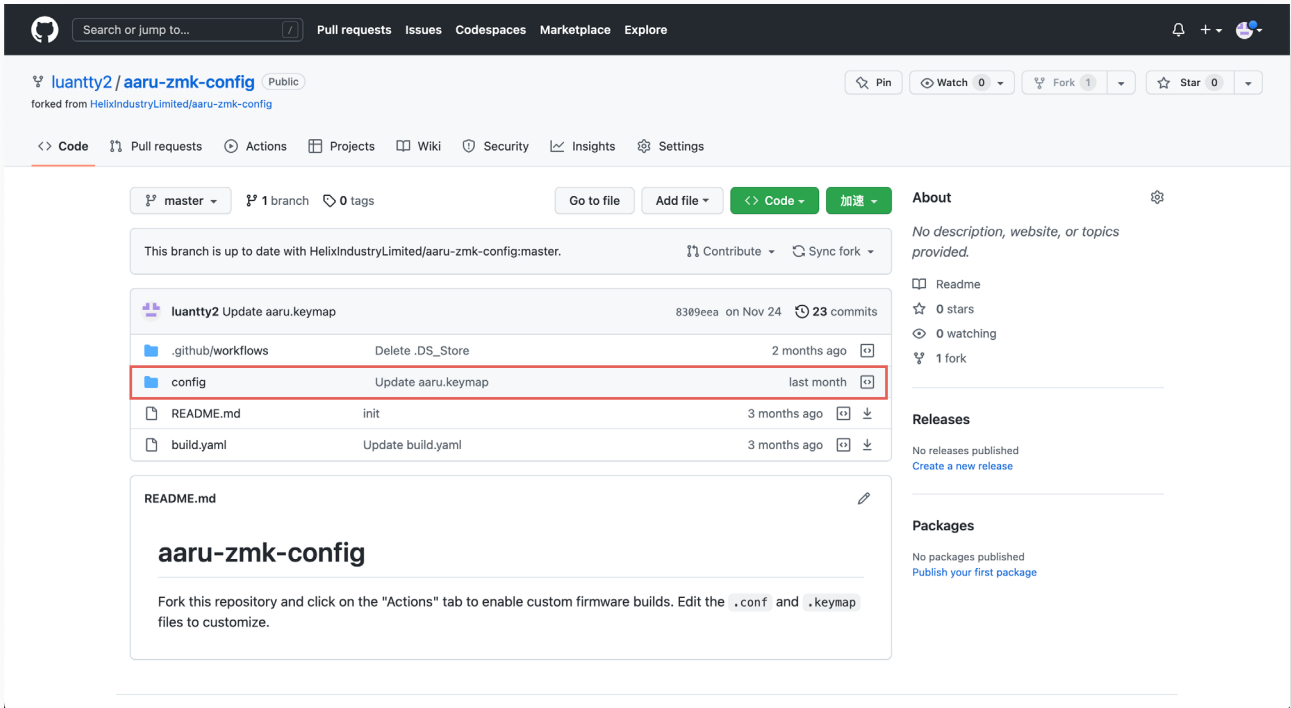 Search or jump to... / Pull requests Issues Codespaces Marketplace Explore
luantty2 / aaru-zmk-config Public
Pin Watch 0 Fork 1 Star 0
forked from HelixIndustryLimited/aaru-zmk-config
Code Pull requests Actions Projects Wiki Security Insights Settings
master 1 branch 0 tags Go to file Add file Code 加速
This branch is up to date with HelixIndustryLimited/aaru-zmk-config:master. Contribute Sync fork
luantty2 Update aaru.keymap 8309eea on Nov 24 23 commits
.github/workflows Delete .DS_Store 2 months ago
config Update aaru.keymap last month
README.md init 3 months ago
build.yaml Update build.yaml 3 months ago
README.md
aaru-zmk-config
Fork this repository and click on the "Actions" tab to enable custom firmware builds. Edit the .conf and .keymap
files to customize.
About
No description, website, or topics
provided.
Readme
0 stars
0 watching
1 fork
Releases
No releases published
Create a new release
Packages
No packages published
Publish your first package